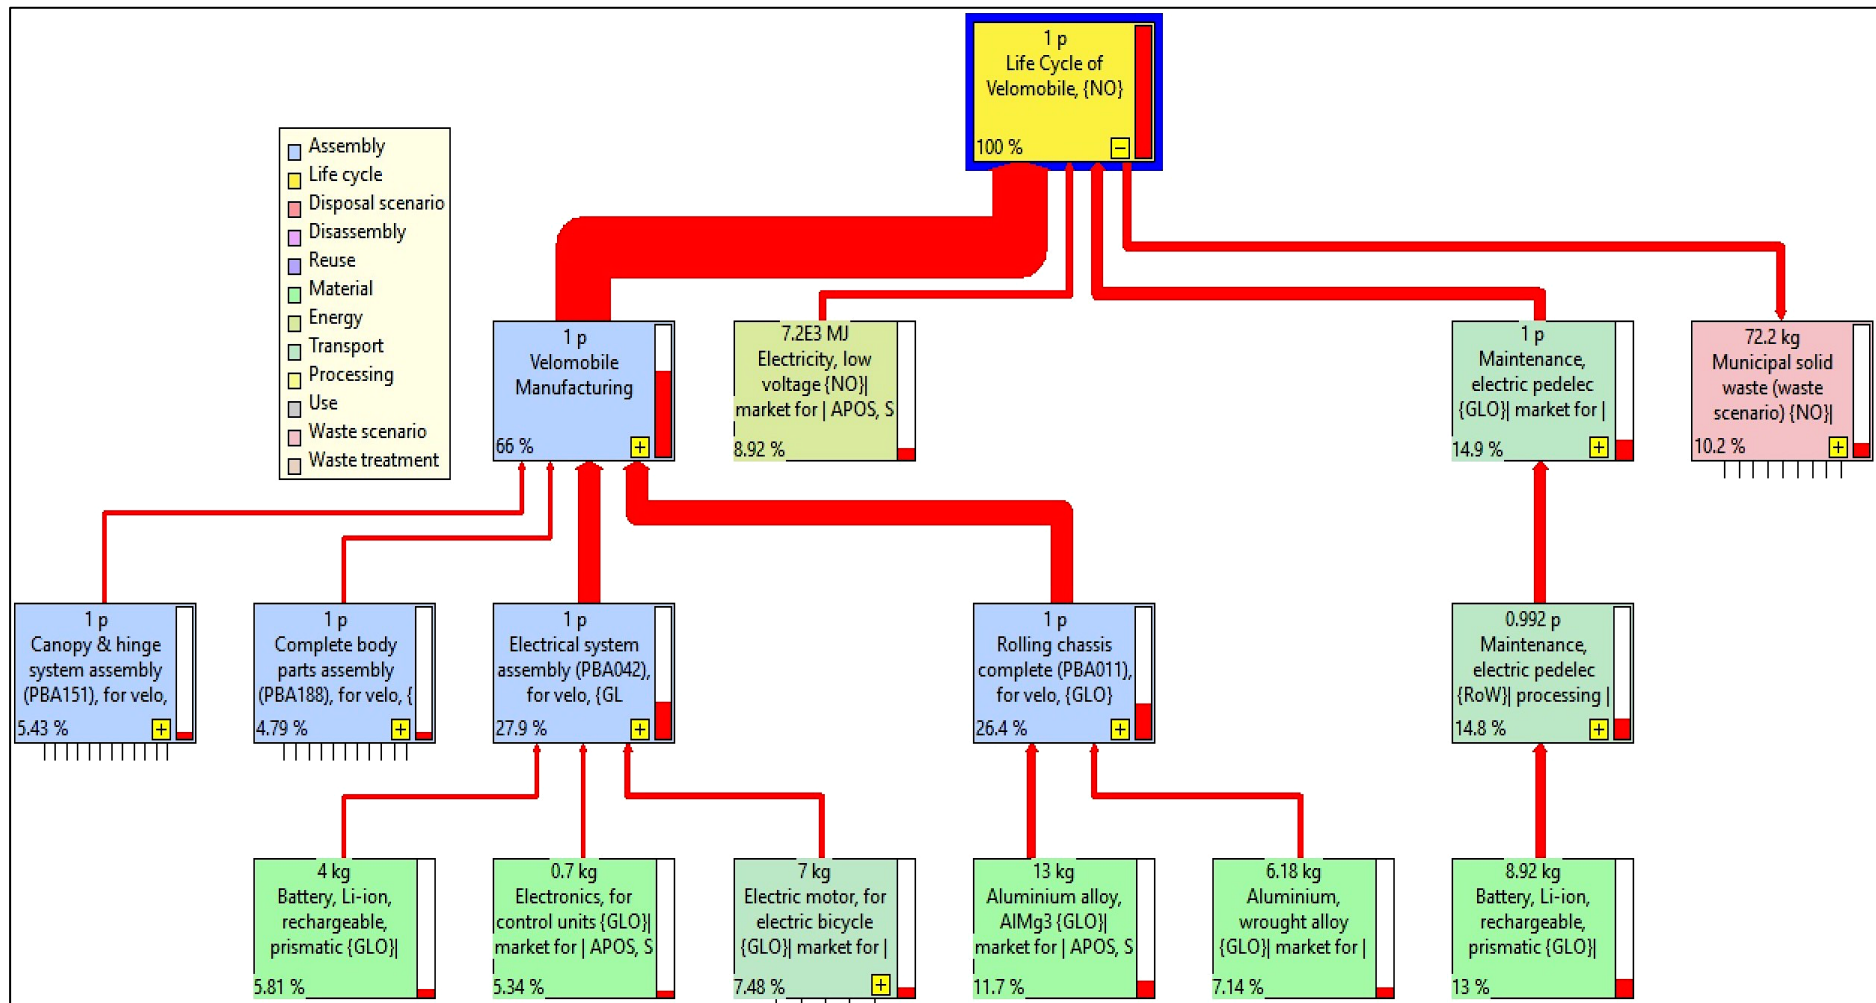 1 p
Life Cycle of
Velomobile, {NO}
100 %
Assembly
Life cycle
Disposal scenario
Disassembly
Reuse
Material
Energy
Transport
Processing
Use
Waste scenario
Waste treatment
1 p
Velomobile
Manufacturing
66 %
7.2E3 MJ
Electricity, low
voltage {NO}|
market for | APOS, S
8.92 %
1 p
Maintenance,
electric pedelec
{GLO}| market for |
14.9 %
72.2 kg
Municipal solid
waste (waste
scenario) {NO}|
10.2 %
1 p
Canopy & hinge
system assembly
(PBA151), for velo,
5.43 %
1 p
Complete body
parts assembly
(PBA188), for velo, {
4.79 %
1 p
Electrical system
assembly (PBA042),
for velo, {GL
27.9 %
1 p
Rolling chassis
complete (PBA011),
for velo, {GLO}
26.4 %
0.992 p
Maintenance,
electric pedelec
{RoW}| processing |
14.8 %
4 kg
Battery, Li-ion,
rechargeable,
prismatic {GLO}|
5.81 %
0.7 kg
Electronics, for
control units {GLO}|
market for | APOS, S
5.34 %
7 kg
Electric motor, for
electric bicycle
{GLO}| market for |
7.48 %
13 kg
Aluminium alloy,
AlMg3 {GLO}|
market for | APOS, S
11.7 %
6.18 kg
Aluminium,
wrought alloy
{GLO}| market for |
7.14 %
8.92 kg
Battery, Li-ion,
rechargeable,
prismatic {GLO}|
13 %